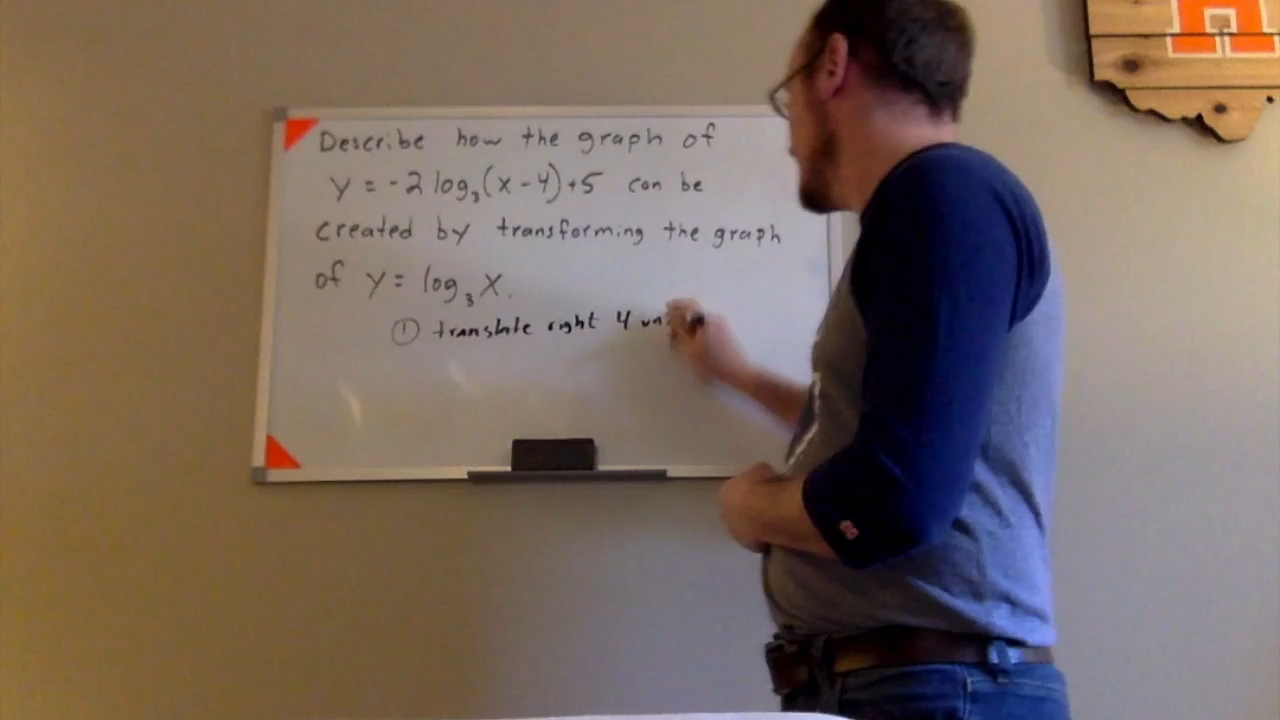 Describe how the graph of
y = -2 log₃(x - 4) + 5 can be
created by transforming the graph
of y = log₃ x.
① translate right 4